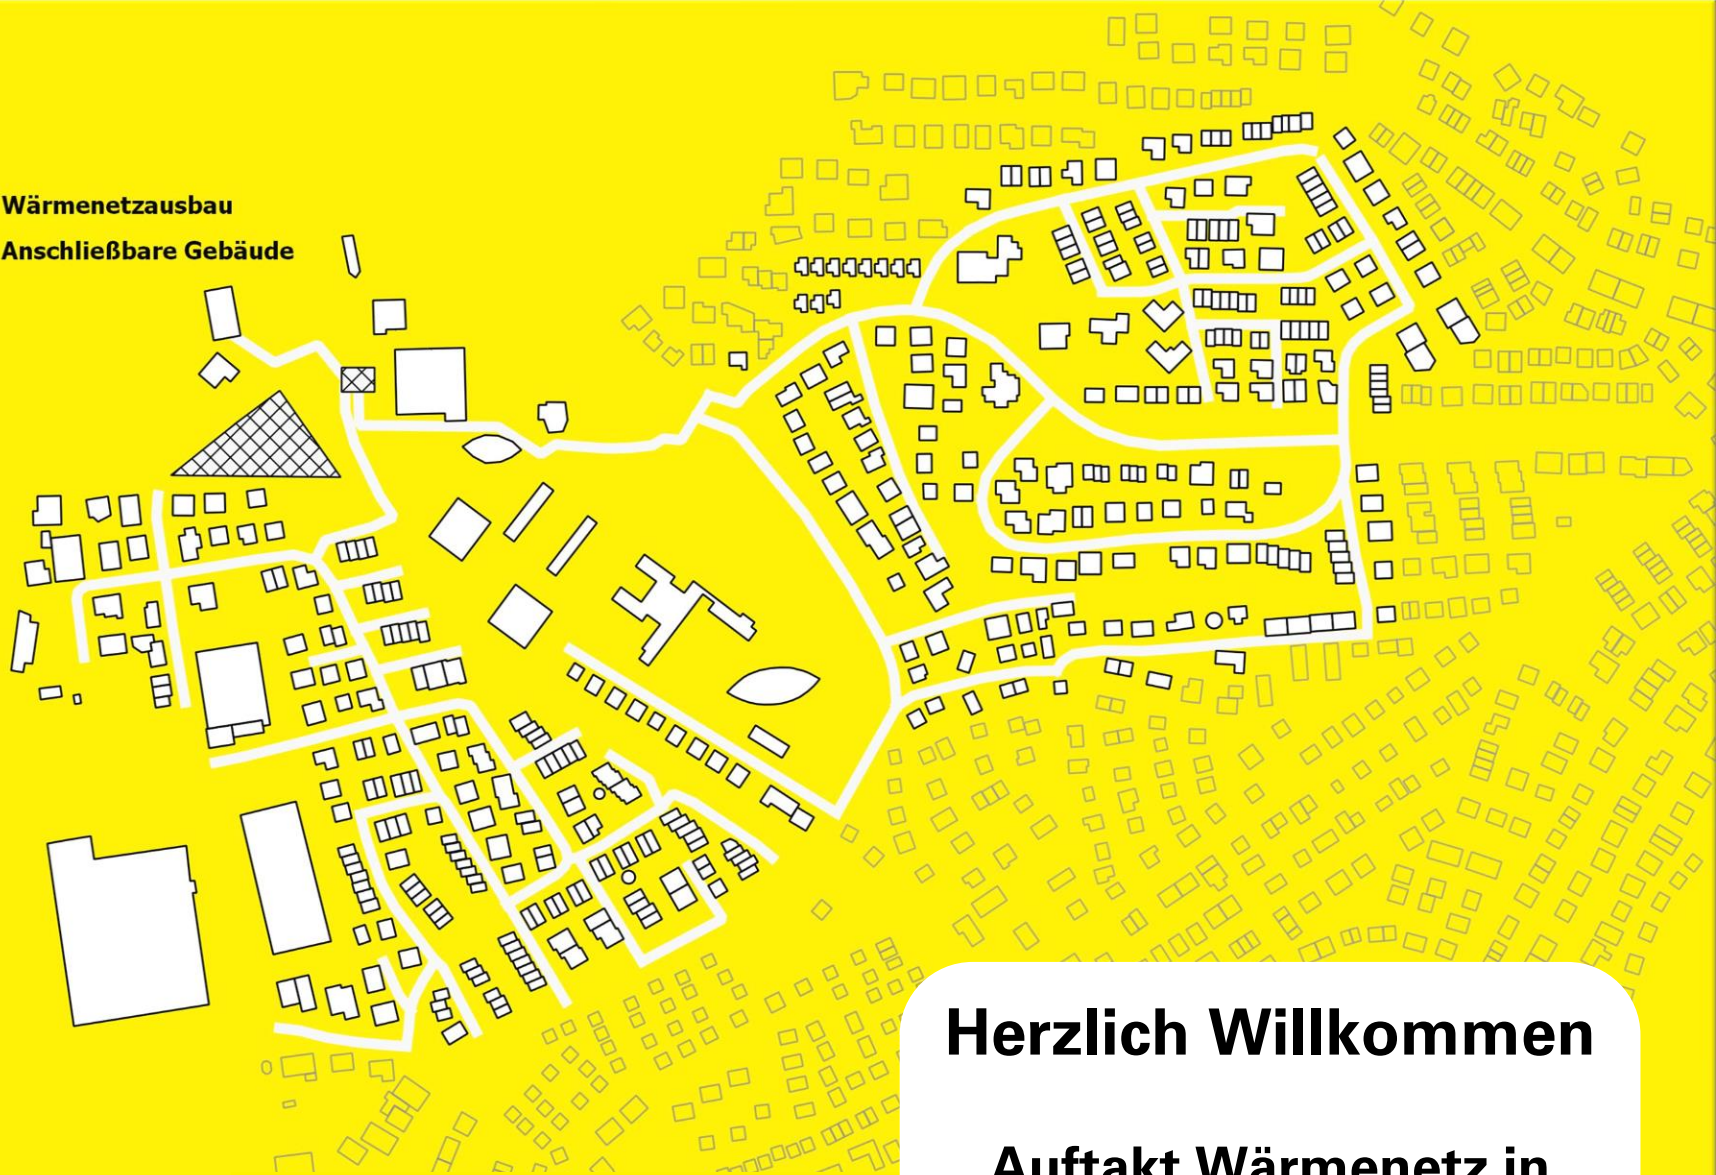 Wärmenetzausbau
Anschließbare Gebäude
Herzlich Willkommen
Auftakt Wärmenetz in